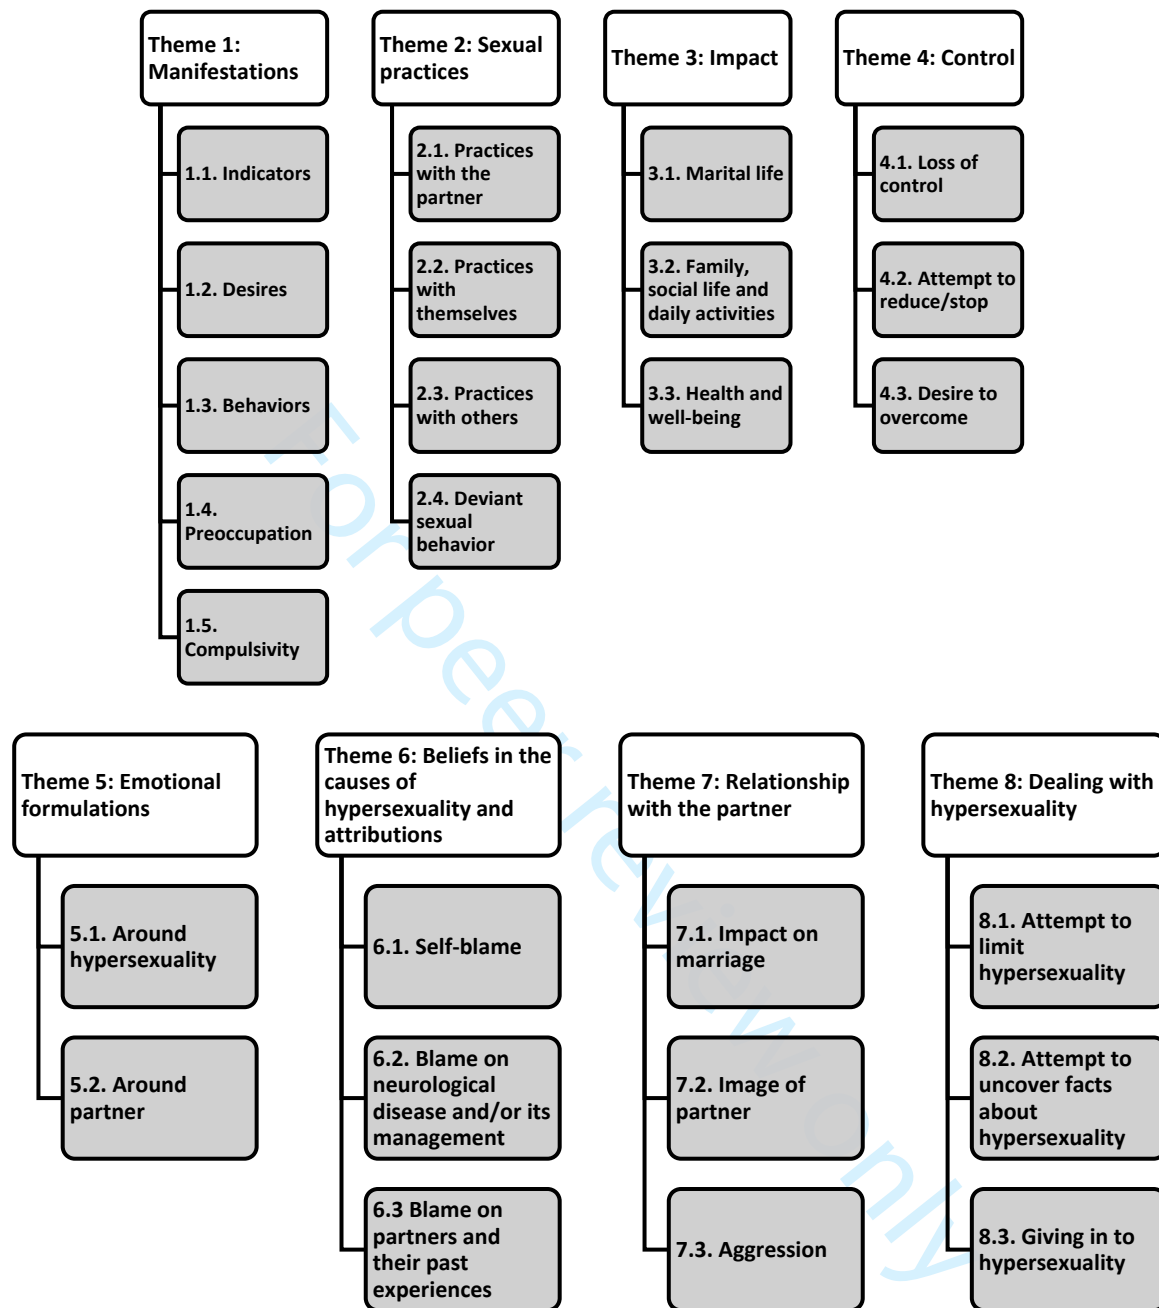 Theme 1:
Manifestations
1.1. Indicators
1.2. Desires
1.3. Behaviors
1.4.
Preoccupation
1.5.
Compulsivity
Theme 2: Sexual
practices
2.1. Practices
with the
partner
2.2. Practices
with
themselves
2.3. Practices
with others
2.4. Deviant
sexual
behavior
Theme 3: Impact
3.1. Marital life
3.2. Family,
social life and
daily activities
3.3. Health and
well-being
Theme 4: Control
4.1. Loss of
control
4.2. Attempt to
reduce/stop
4.3. Desire to
overcome
Theme 5: Emotional
formulations
5.1. Around
hypersexuality
5.2. Around
partner
Theme 6: Beliefs in the
causes of
hypersexuality and
attributions
6.1. Self-blame
6.2. Blame on
neurological
disease and/or its
management
6.3 Blame on
partners and
their past
experiences
Theme 7: Relationship
with the partner
7.1. Impact on
marriage
7.2. Image of
partner
7.3. Aggression
Theme 8: Dealing with
hypersexuality
8.1. Attempt to
limit
hypersexuality
8.2. Attempt to
uncover facts
about
hypersexuality
8.3. Giving in to
hypersexuality
For peer review only